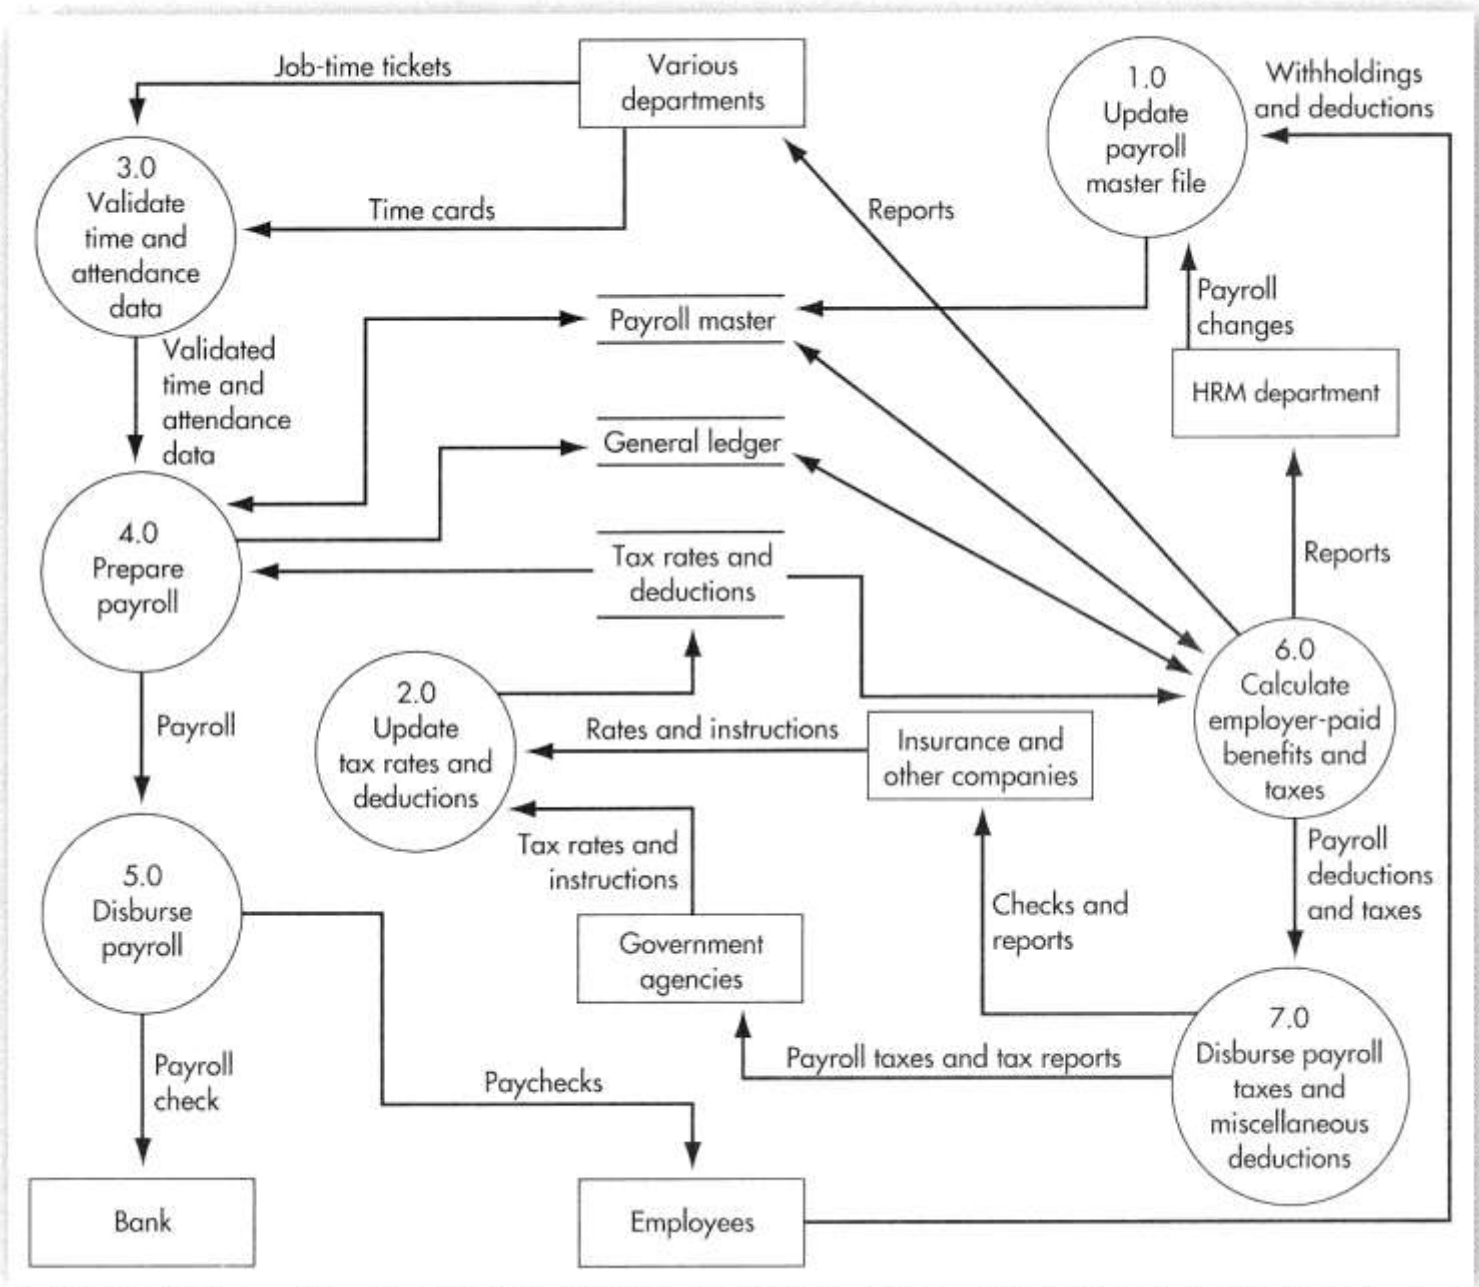 Job-time tickets
Various
departments
1.0
Update
payroll
master file
Withholdings
and deductions
3.0
Validate
time and
attendance
data
Time cards
Reports
Payroll
changes
Payroll master
Validated
time and
attendance
data
HRM department
General ledger
4.0
Prepare
payroll
Tax rates and
deductions
Reports
6.0
Calculate
employer-paid
benefits and
taxes
2.0
Update
tax rates and
deductions
Payroll
Rates and instructions
Insurance and
other companies
Tax rates and
instructions
Payroll
deductions
and taxes
5.0
Disburse
payroll
Checks and
reports
Government
agencies
7.0
Disburse payroll
taxes and
miscellaneous
deductions
Payroll taxes and tax reports
Payroll
check
Paychecks
Bank
Employees